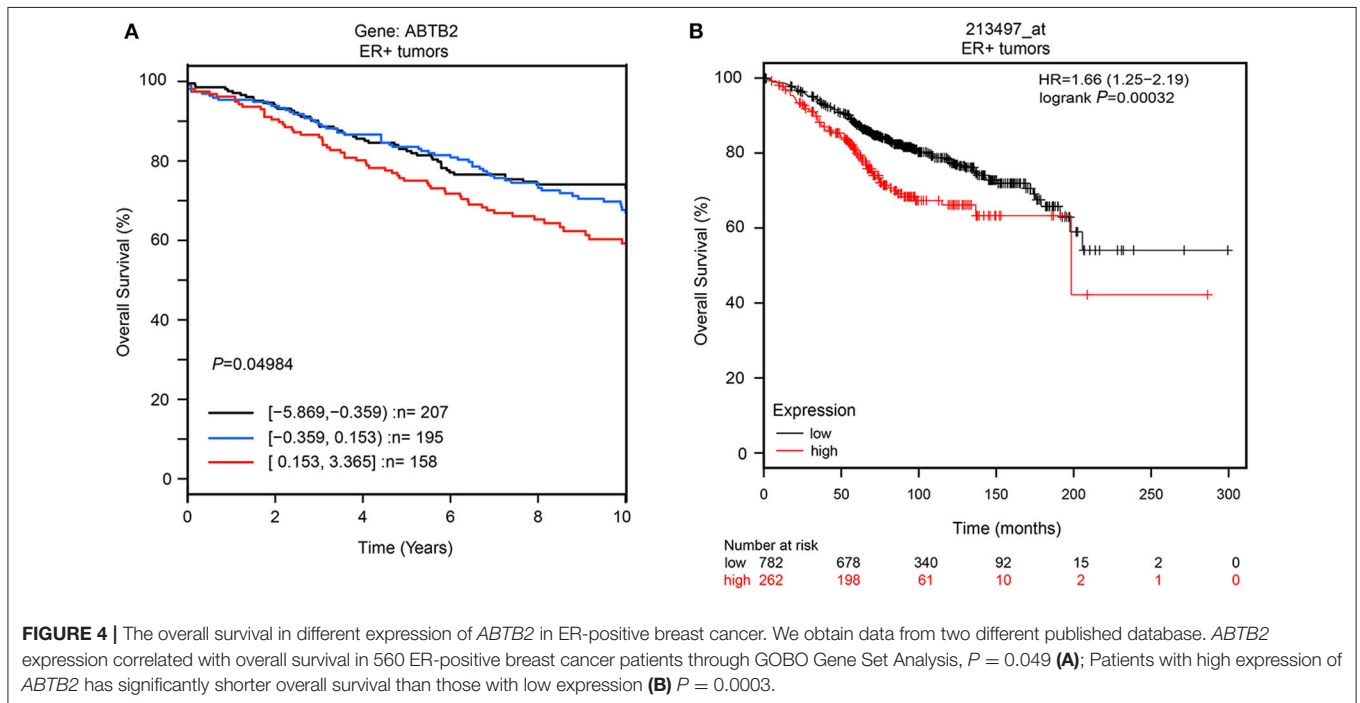 A
Gene: ABTB2
ER+ tumors
Overall Survival (%)
100
80
60
40
20
0
P=0.04984
[−5.869,−0.359) :n= 207
[−0.359, 0.153) :n= 195
[ 0.153, 3.365] :n= 158
0 2 4 6 8 10
Time (Years)
B
213497_at
ER+ tumors
HR=1.66 (1.25−2.19)
logrank P=0.00032
Overall Survival (%)
100
80
60
40
20
0
Expression
low
high
0 50 100 150 200 250 300
Time (months)
Number at risk
low 782 678 340 92 15 2 0
high 262 198 61 10 2 1 0
FIGURE 4 | The overall survival in different expression of ABTB2 in ER-positive breast cancer. We obtain data from two different published database. ABTB2
expression correlated with overall survival in 560 ER-positive breast cancer patients through GOBO Gene Set Analysis, P = 0.049 (A); Patients with high expression of
ABTB2 has significantly shorter overall survival than those with low expression (B) P = 0.0003.